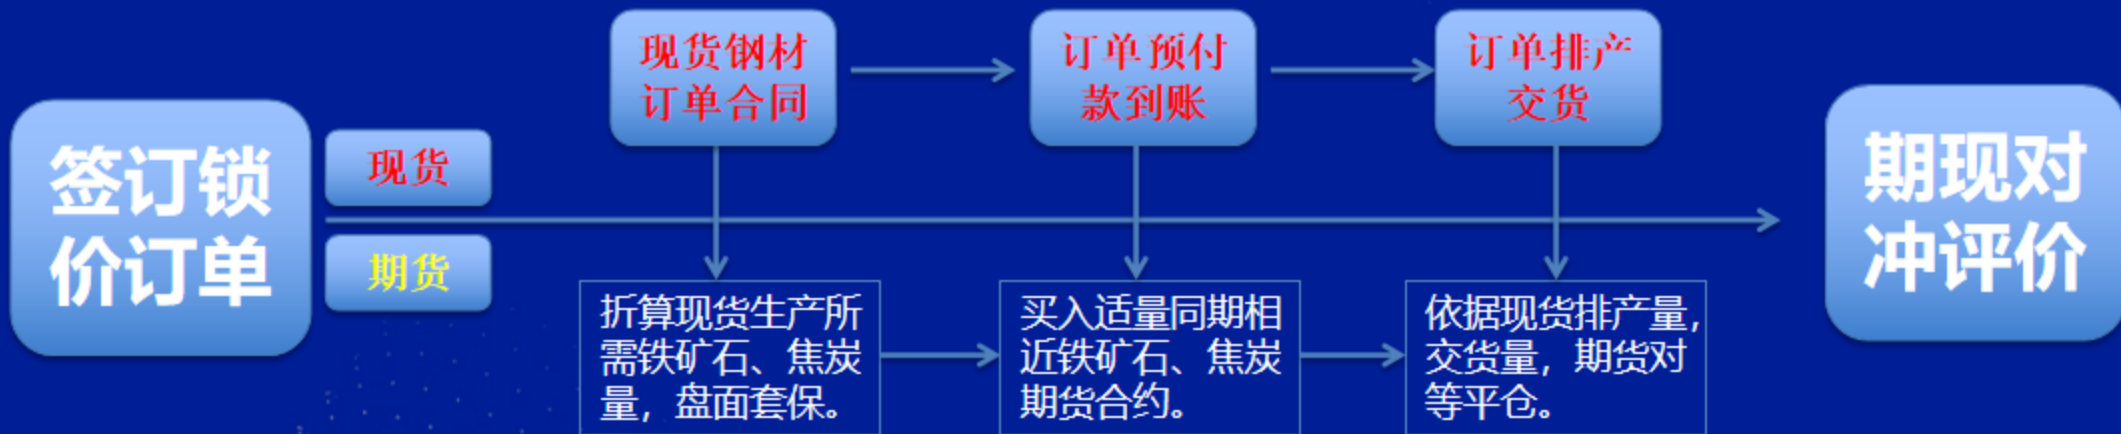 签订锁
价订单
现货
期货
现货钢材
订单合同
订单预付
款到账
订单排产
交货
折算现货生产所
需铁矿石、焦炭
量，盘面套保。
买入适量同期相
近铁矿石、焦炭
期货合约。
依据现货排产量，
交货量，期货对
等平仓。
期现对
冲评价